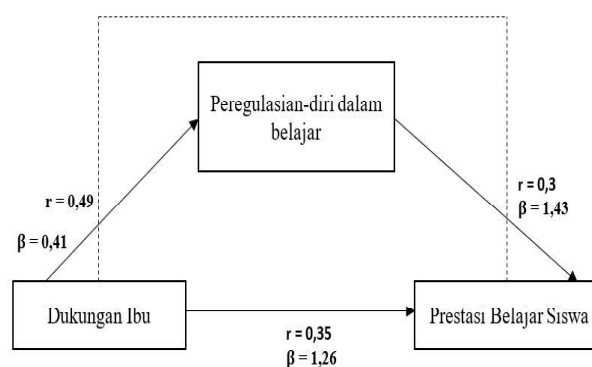 Peregulasian-diri dalam
belajar
r = 0,49
β = 0,41
r = 0,3
β = 1,43
Dukungan Ibu
Prestasi Belajar Siswa
r = 0,35
β = 1,26